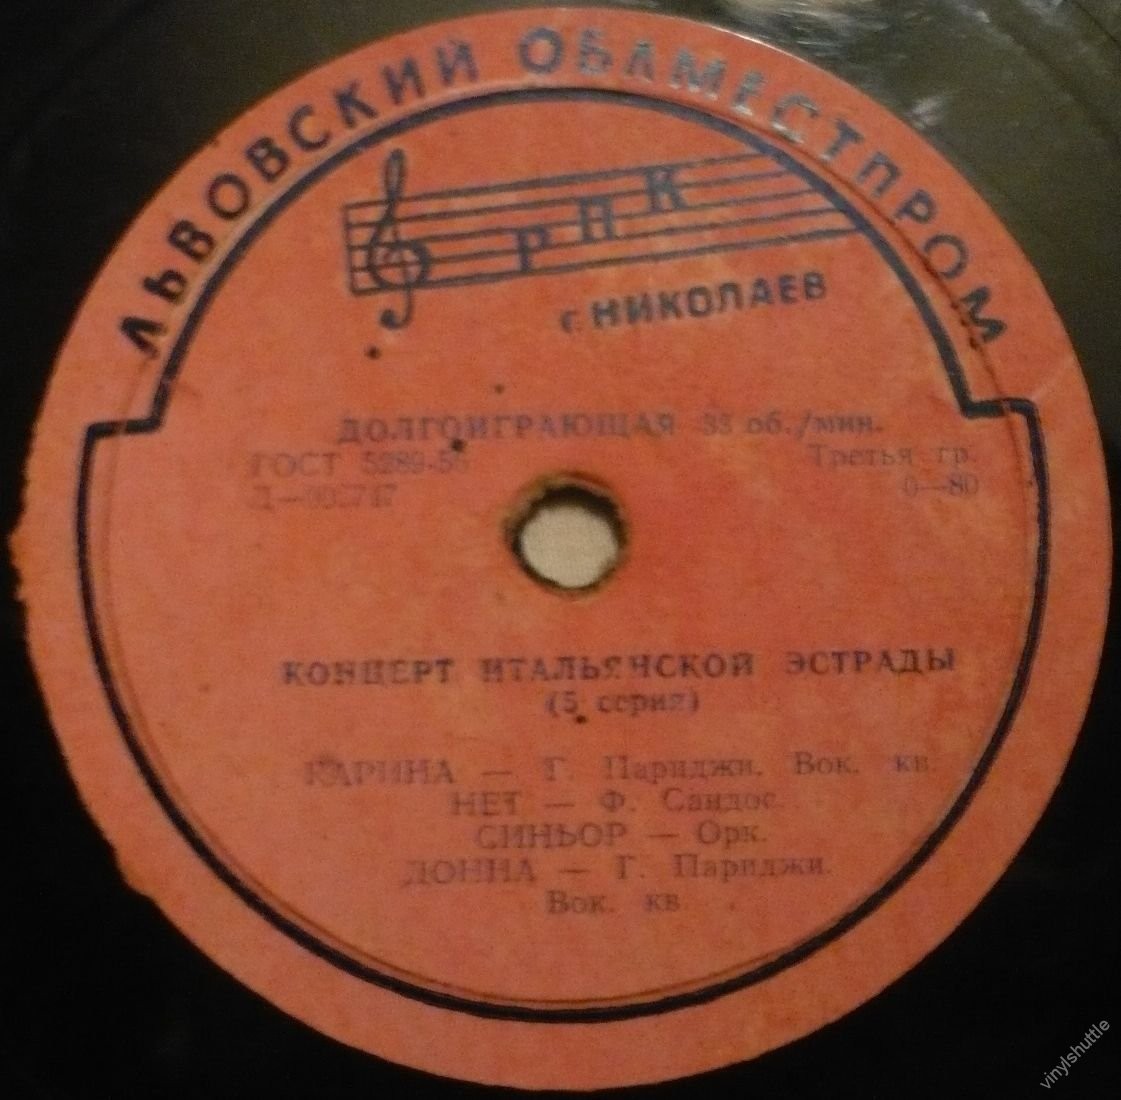 ЛЬВОВСКИЙ ОБЛМЕСТПРОМ
РПК
г. НИКОЛАЕВ
ДОЛГОИГРАЮЩАЯ 33 об./мин.
ГОСТ 5289-56 Третья гр.
0—80
КОНЦЕРТ ИТАЛЬЯНСКОЙ ЭСТРАДЫ
(5 серия)
КАРИНА — Г. Париджи. Вок. кв.
НЕТ — Ф. Сандос.
СИНЬОР — Орк.
ДОННА — Г. Париджи.
Вок. кв.
vinylshuttle